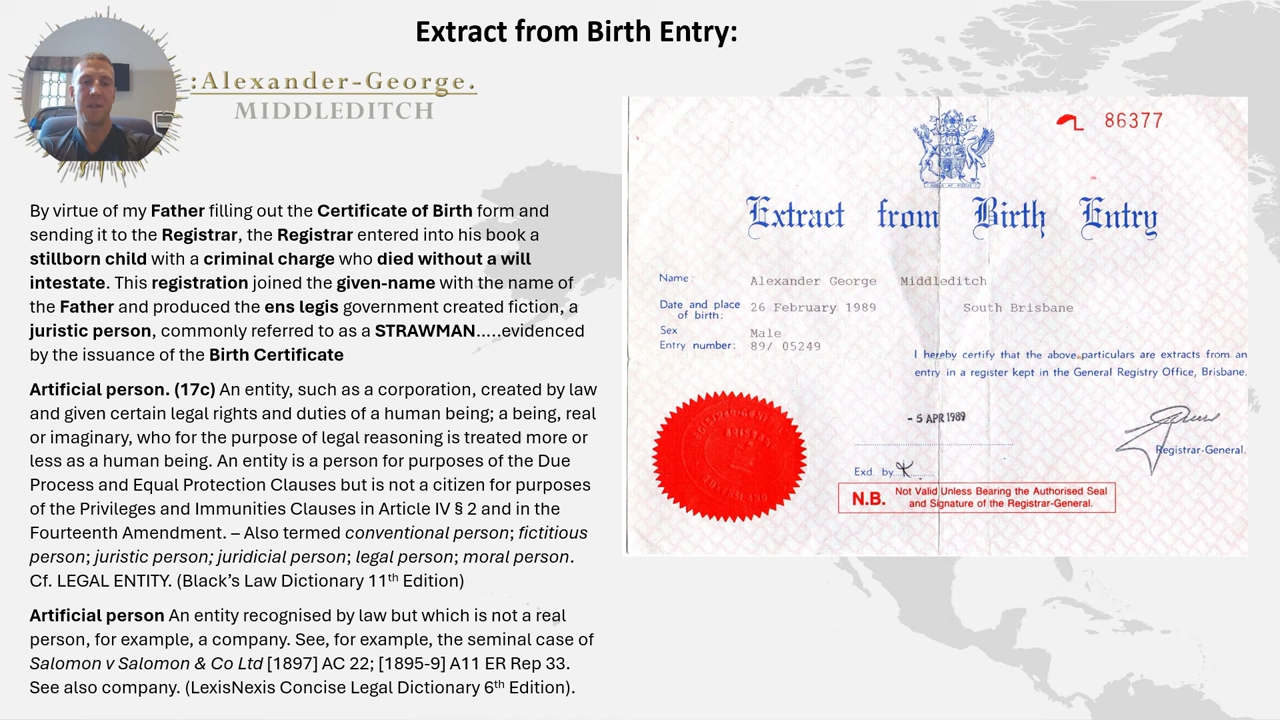 Extract from Birth Entry:
:Alexander-George.
MIDDLEDITCH
By virtue of my Father filling out the Certificate of Birth form and
sending it to the Registrar, the Registrar entered into his book a
stillborn child with a criminal charge who died without a will
intestate. This registration joined the given-name with the name of
the Father and produced the ens legis government created fiction, a
juristic person, commonly referred to as a STRAWMAN.....evidenced
by the issuance of the Birth Certificate
Artificial person. (17c) An entity, such as a corporation, created by law
and given certain legal rights and duties of a human being; a being, real
or imaginary, who for the purpose of legal reasoning is treated more or
less as a human being. An entity is a person for purposes of the Due
Process and Equal Protection Clauses but is not a citizen for purposes
of the Privileges and Immunities Clauses in Article IV § 2 and in the
Fourteenth Amendment. – Also termed conventional person; fictitious
person; juristic person; juridicial person; legal person; moral person.
Cf. LEGAL ENTITY. (Black's Law Dictionary 11th Edition)
Artificial person An entity recognised by law but which is not a real
person, for example, a company. See, for example, the seminal case of
Salomon v Salomon & Co Ltd [1897] AC 22; [1895-9] A11 ER Rep 33.
See also company. (LexisNexis Concise Legal Dictionary 6th Edition).
86377
Extract from Birth Entry
Name: Alexander George Middleditch
Date and place of birth: 26 February 1989 South Brisbane
Sex Male
Entry number: 89/ 05249
I hereby certify that the above particulars are extracts from an
entry in a register kept in the General Registry Office, Brisbane.
- 5 APR 1989
Registrar-General.
Exd. by
N.B. Not Valid Unless Bearing the Authorised Seal
and Signature of the Registrar-General.